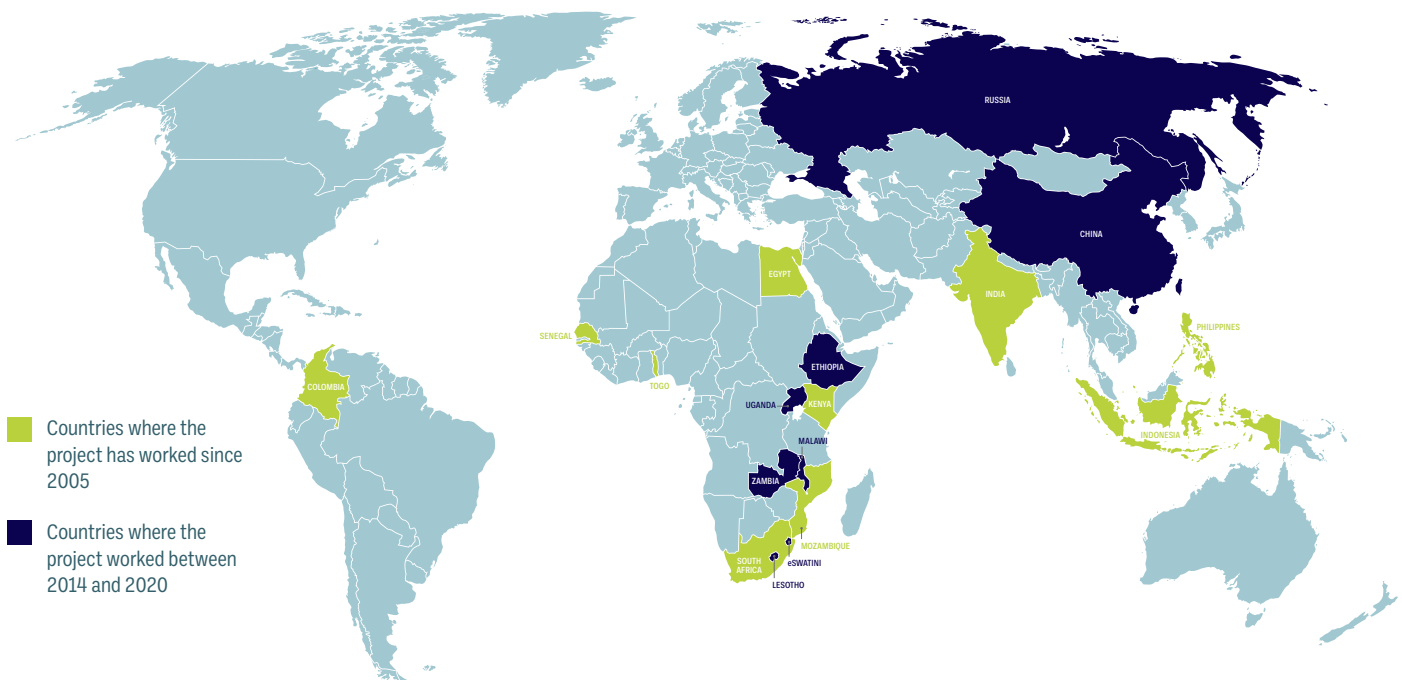 RUSSIA
CHINA
EGYPT
INDIA
SENEGAL
PHILIPPINES
ETHIOPIA
TOGO
COLOMBIA
UGANDA
KENYA
Countries where the
project has worked since
2005
INDONESIA
MALAWI
ZAMBIA
Countries where the
project worked between
2014 and 2020
MOZAMBIQUE
SOUTH
AFRICA
eSWATINI
LESOTHO